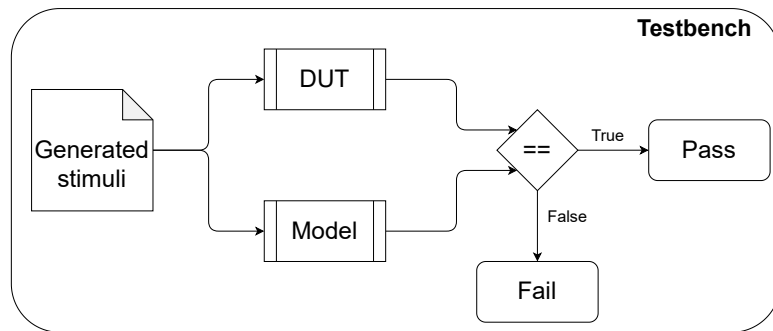 Testbench
DUT
Generated
stimuli
==
True
Pass
Model
False
Fail